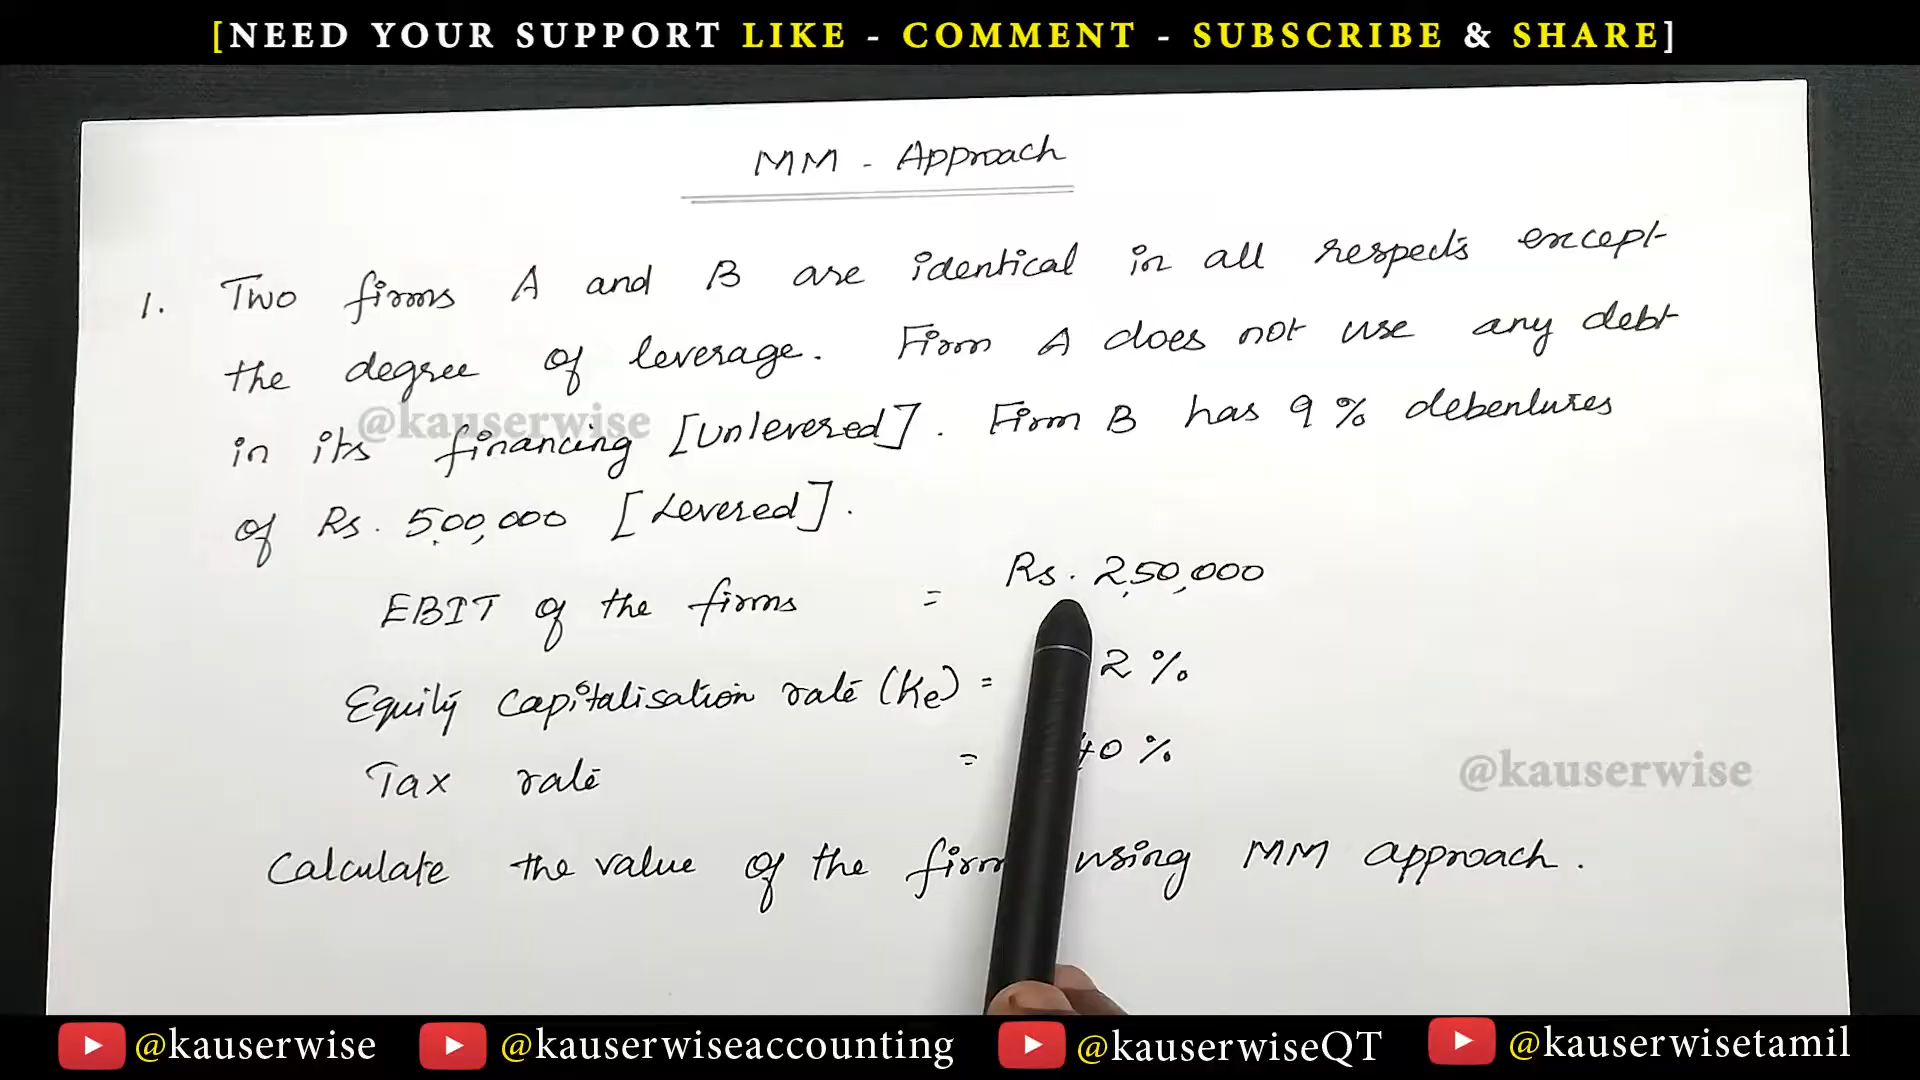 [NEED YOUR SUPPORT LIKE - COMMENT - SUBSCRIBE & SHARE]
MM - Approach
1. Two firms A and B are identical in all respects except
the degree of leverage. Firm A does not use any debt
@kauserwise
in its financing [Unlevered]. Firm B has 9% debentures
of Rs. 5,00,000 [Levered].
EBIT of the firms = Rs. 2,50,000
Equity capitalisation rate (Ke) = 2%
Tax rate = 40%
@kauserwise
Calculate the value of the firm using MM approach.
@kauserwise @kauserwiseaccounting @kauserwiseQT @kauserwisetamil